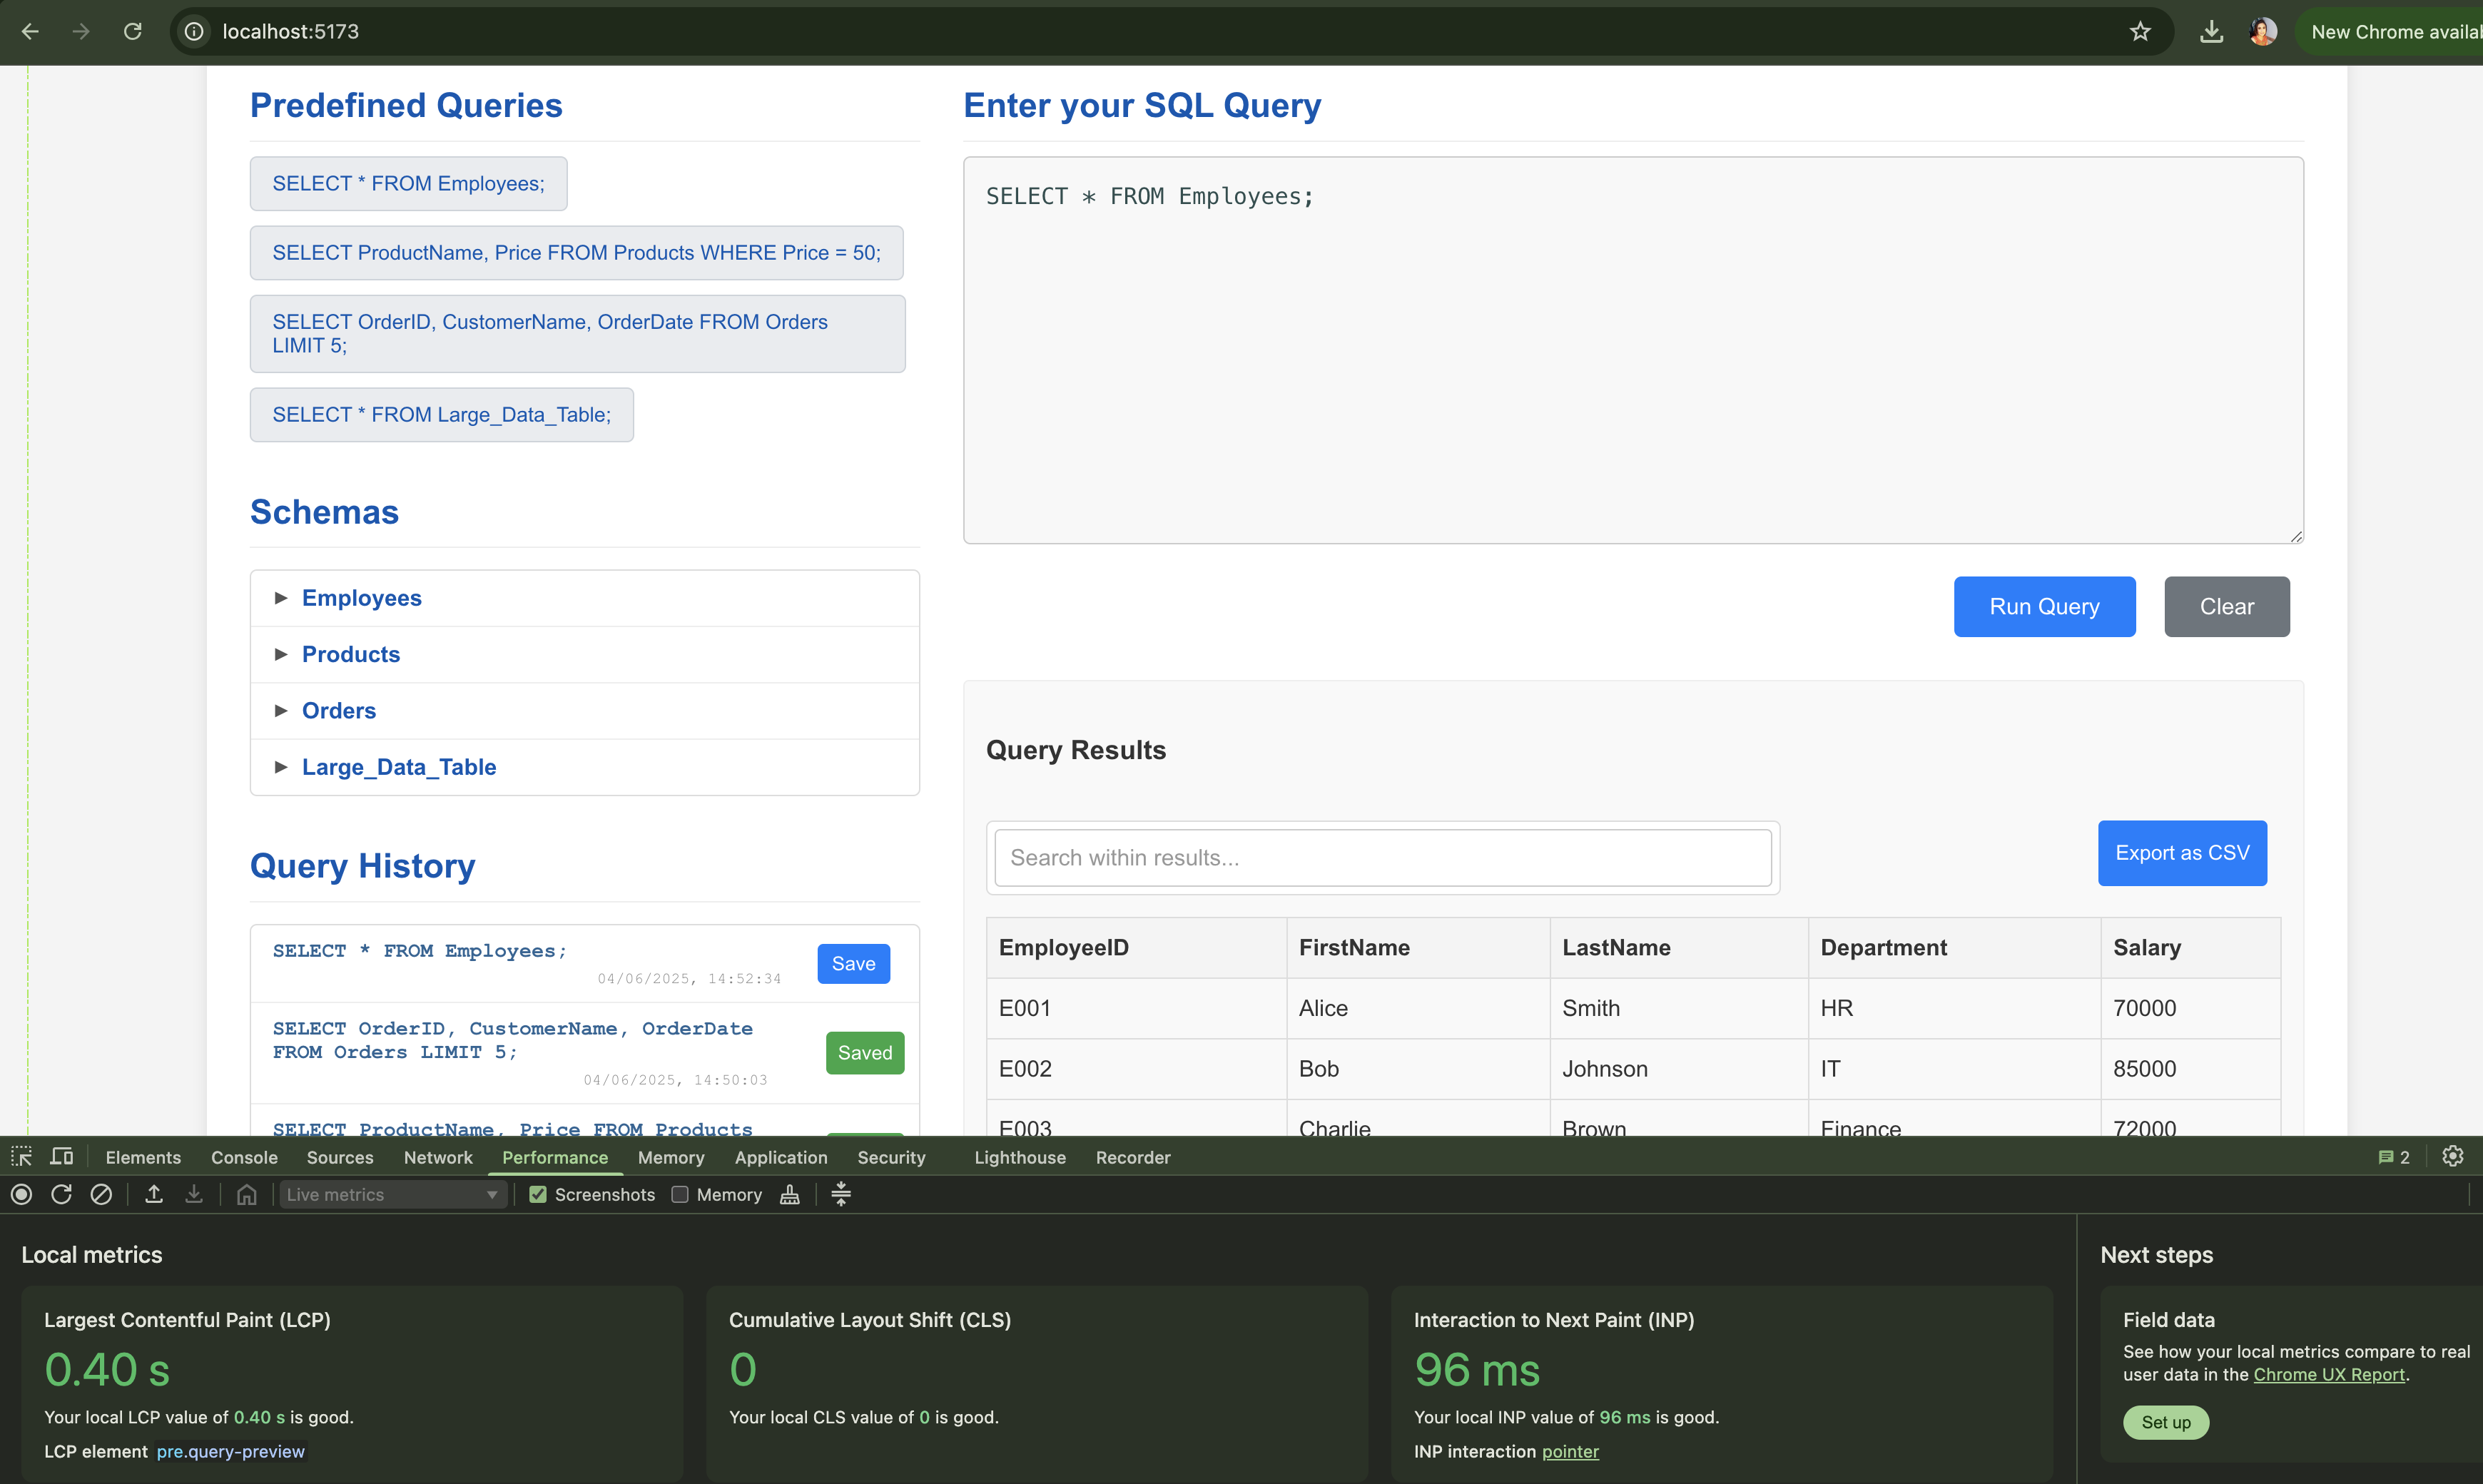 localhost:5173
New Chrome availab
Predefined Queries
SELECT * FROM Employees;
SELECT ProductName, Price FROM Products WHERE Price = 50;
SELECT OrderID, CustomerName, OrderDate FROM Orders
LIMIT 5;
SELECT * FROM Large_Data_Table;
Schemas
▶ Employees
▶ Products
▶ Orders
▶ Large_Data_Table
Query History
SELECT * FROM Employees;
04/06/2025, 14:52:34
Save
SELECT OrderID, CustomerName, OrderDate
FROM Orders LIMIT 5;
04/06/2025, 14:50:03
Saved
SELECT ProductName, Price FROM Products
Enter your SQL Query
SELECT * FROM Employees;
Run Query
Clear
Query Results
Search within results...
Export as CSV
EmployeeID FirstName LastName Department Salary
E001 Alice Smith HR 70000
E002 Bob Johnson IT 85000
E003 Charlie Brown Finance 72000
Elements Console Sources Network Performance Memory Application Security Lighthouse Recorder 2
Live metrics Screenshots Memory
Local metrics
Largest Contentful Paint (LCP)
0.40 s
Your local LCP value of 0.40 s is good.
LCP element pre.query-preview
Cumulative Layout Shift (CLS)
0
Your local CLS value of 0 is good.
Interaction to Next Paint (INP)
96 ms
Your local INP value of 96 ms is good.
INP interaction pointer
Next steps
Field data
See how your local metrics compare to real
user data in the Chrome UX Report.
Set up